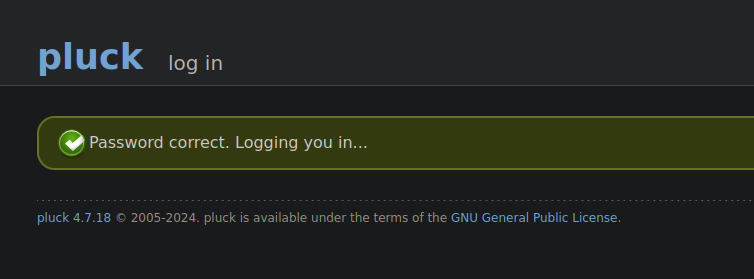 pluck log in
Password correct. Logging you in...
pluck 4.7.18 © 2005-2024. pluck is available under the terms of the GNU General Public License.